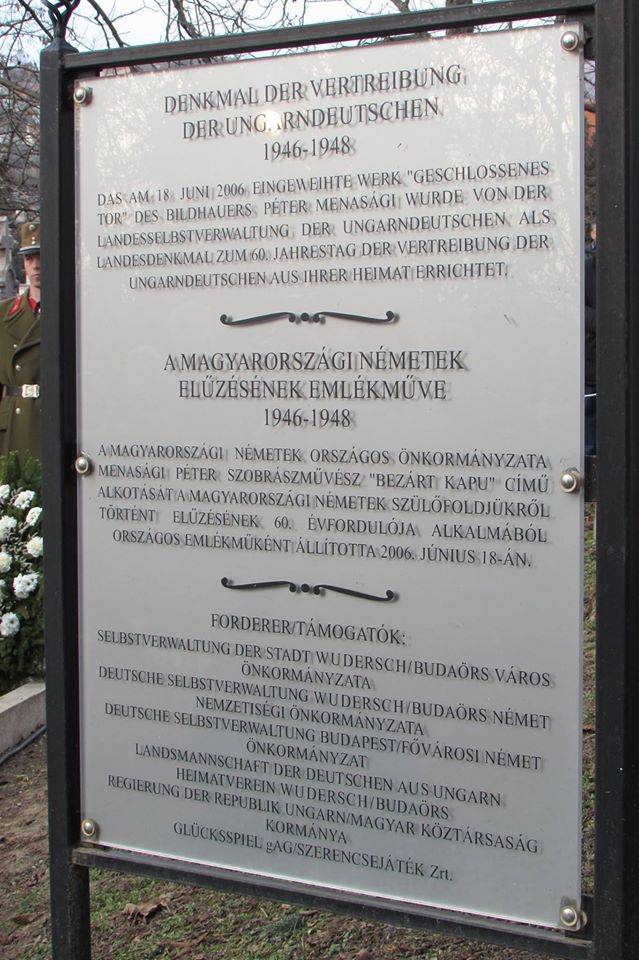 DENKMAL DER VERTREIBUNG
DER UNGARNDEUTSCHEN
1946-1948
DAS AM 18. JUNI 2006 EINGEWEIHTE WERK "GESCHLOSSENES
TOR" DES BILDHAUERS PÉTER MENASÁGI WURDE VON DER
LANDESSELBSTVERWALTUNG DER UNGARNDEUTSCHEN ALS
LANDESDENKMAL ZUM 60. JAHRESTAG DER VERTREIBUNG DER
UNGARNDEUTSCHEN AUS IHRER HEIMAT ERRICHTET.
A MAGYARORSZÁGI NÉMETEK
ELŰZÉSÉNEK EMLÉKMŰVE
1946-1948
A MAGYARORSZÁGI NÉMETEK ORSZÁGOS ÖNKORMÁNYZATA
MENASÁGI PÉTER SZOBRÁSZMŰVÉSZ "BEZÁRT KAPU" CÍMŰ
ALKOTÁSÁT A MAGYARORSZÁGI NÉMETEK SZÜLŐFÖLDJÜKRŐL
TÖRTÉNT ELŰZÉSÉNEK 60. ÉVFORDULÓJA ALKALMÁBÓL
ORSZÁGOS EMLÉKMŰKÉNT ÁLLÍTOTTA 2006. JÚNIUS 18-ÁN.
FORDERER/TÁMOGATÓK:
SELBSTVERWALTUNG DER STADT WUDERSCH/BUDAÖRS VÁROS
ÖNKORMÁNYZATA
DEUTSCHE SELBSTVERWALTUNG WUDERSCH/BUDAÖRS NÉMET
NEMZETISÉGI ÖNKORMÁNYZATA
DEUTSCHE SELBSTVERWALTUNG BUDAPEST/FŐVÁROSI NÉMET
ÖNKORMÁNYZAT
LANDSMANNSCHAFT DER DEUTSCHEN AUS UNGARN
HEIMATVEREIN WUDERSCH/BUDAÖRS
REGIERUNG DER REPUBLIK UNGARN/MAGYAR KÖZTÁRSASÁG
KORMÁNYA
GLÜCKSSPIEL gAG/SZERENCSEJÁTÉK Zrt.